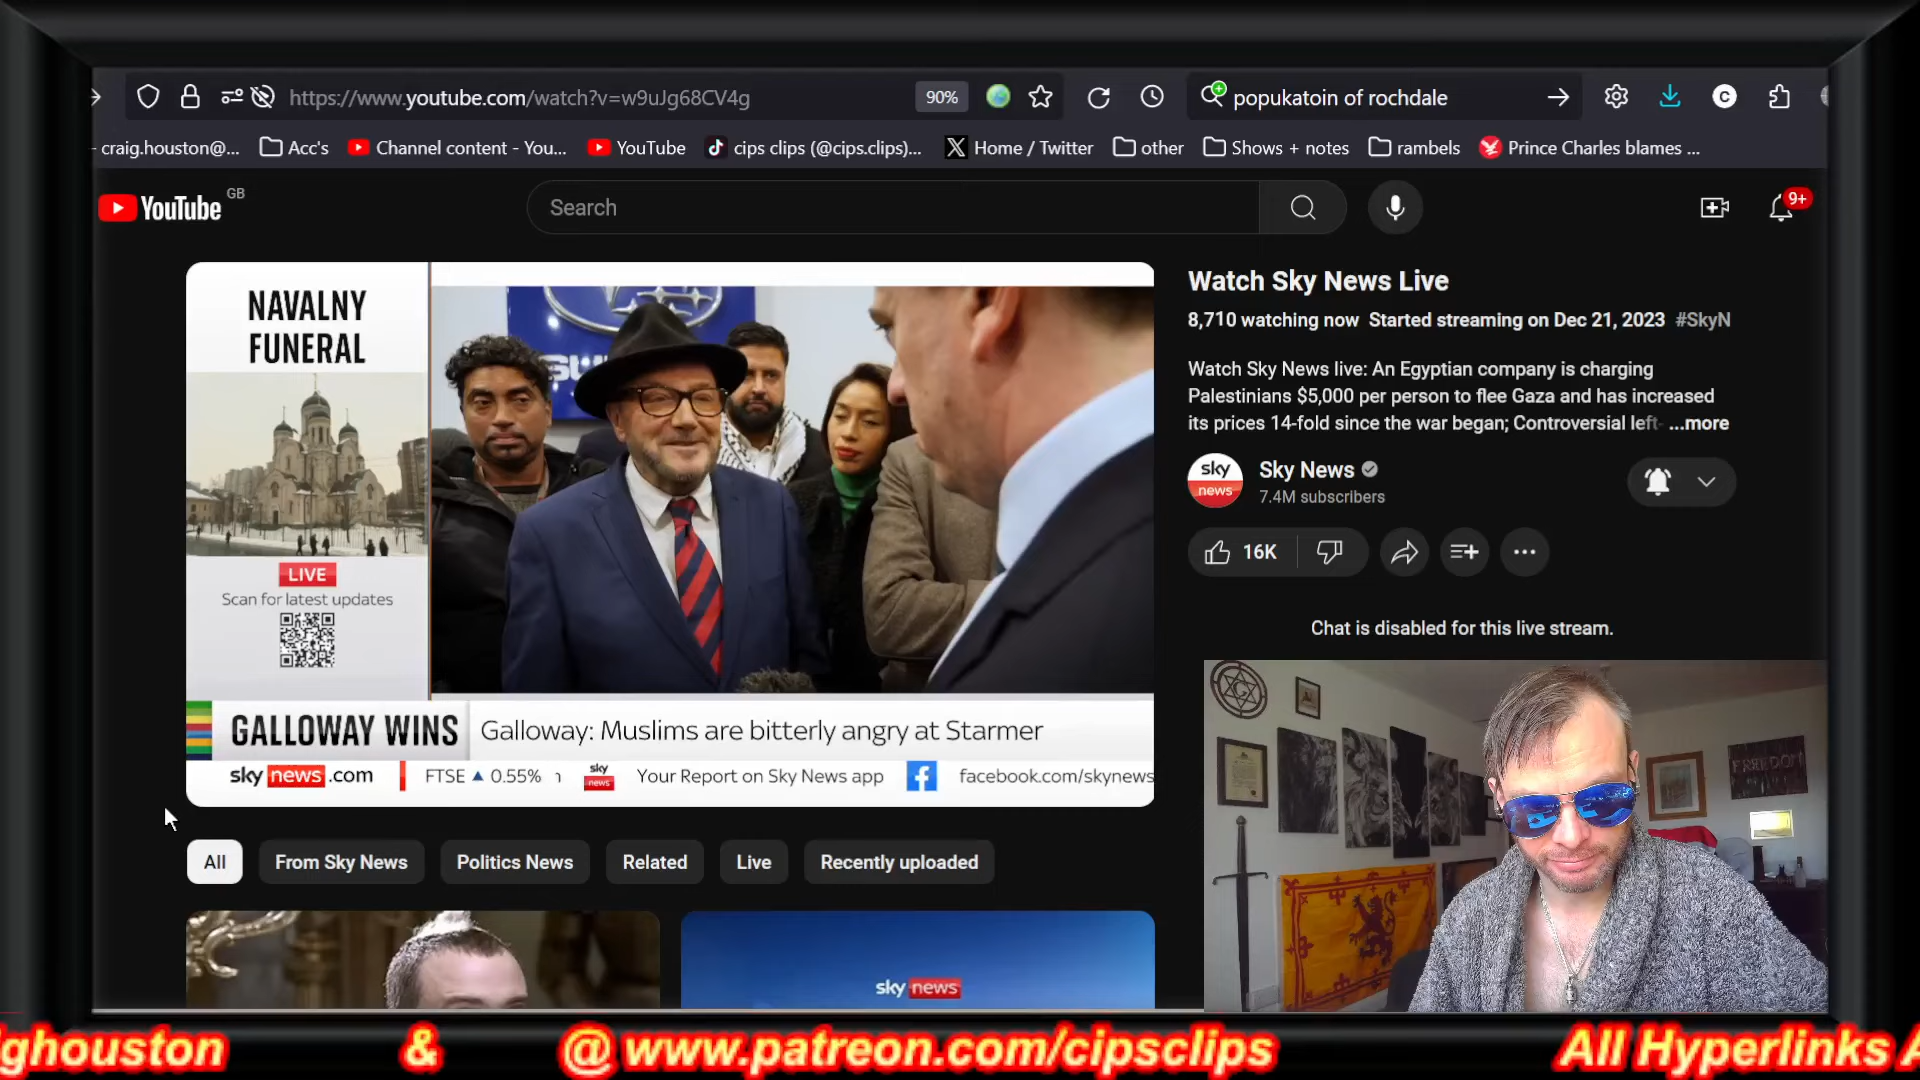 https://www.youtube.com/watch?v=w9uJg68CV4g
90%
popukatoin of rochdale
C
- craig.houston@...
Acc's
Channel content - You...
YouTube
cips clips (@cips.clips)...
Home / Twitter
other
Shows + notes
rambels
Prince Charles blames ...
YouTube GB
Search
9+
NAVALNY
FUNERAL
LIVE
Scan for latest updates
GALLOWAY WINS
Galloway: Muslims are bitterly angry at Starmer
sky news.com
FTSE ▲ 0.55%
sky news
Your Report on Sky News app
facebook.com/skynews
Watch Sky News Live
8,710 watching now Started streaming on Dec 21, 2023 #SkyN
Watch Sky News live: An Egyptian company is charging
Palestinians $5,000 per person to flee Gaza and has increased
its prices 14-fold since the war began; Controversial left- ...more
sky news
Sky News
7.4M subscribers
16K
Chat is disabled for this live stream.
FREEDOM
All
From Sky News
Politics News
Related
Live
Recently uploaded
sky news
ghouston & @ www.patreon.com/cipsclips All Hyperlinks A